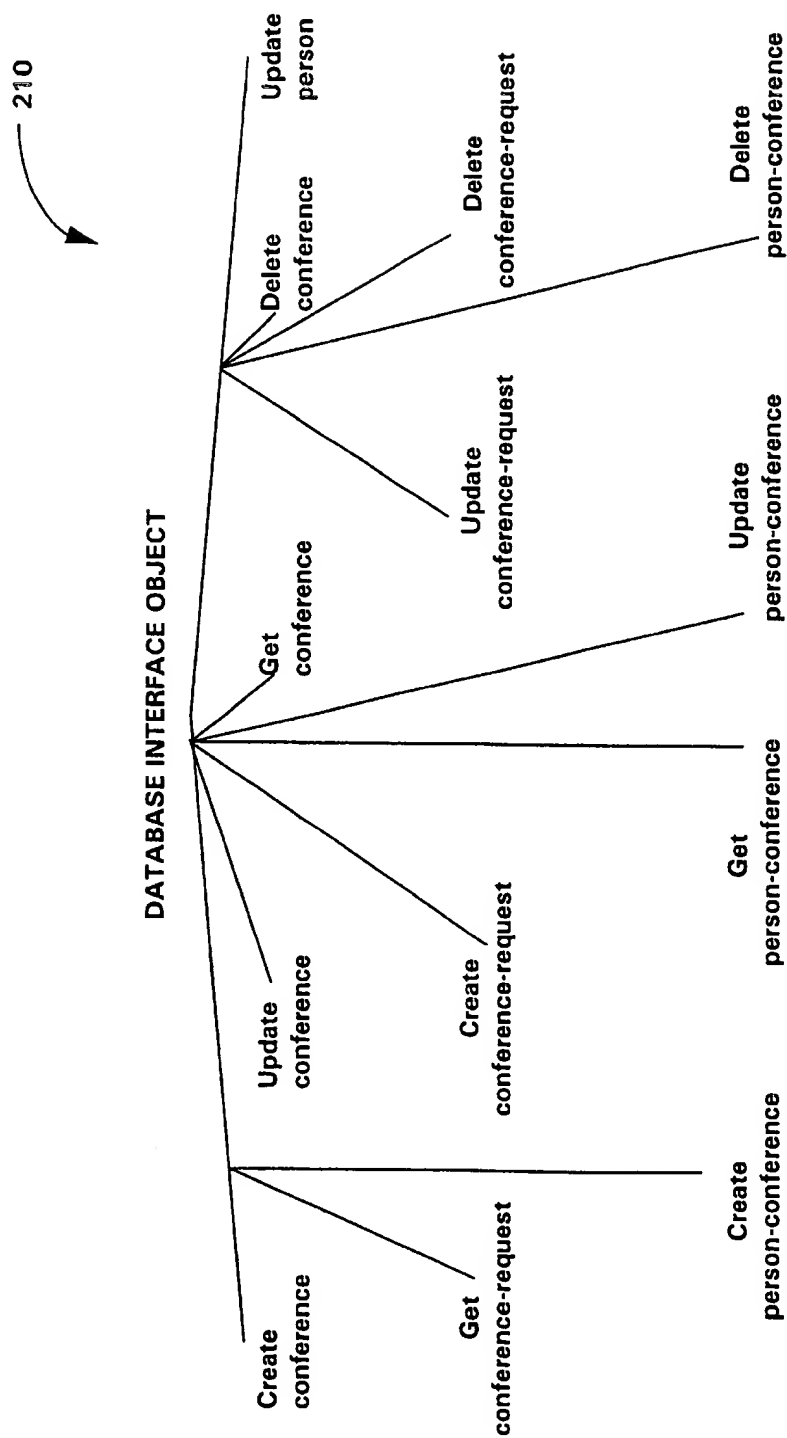 210
DATABASE INTERFACE OBJECT
Create
conference
Update
conference
Get
conference
Delete
conference
Update
person
Get
conference-request
Create
conference-request
Update
conference-request
Delete
conference-request
Create
person-conference
Get
person-conference
Update
person-conference
Delete
person-conference